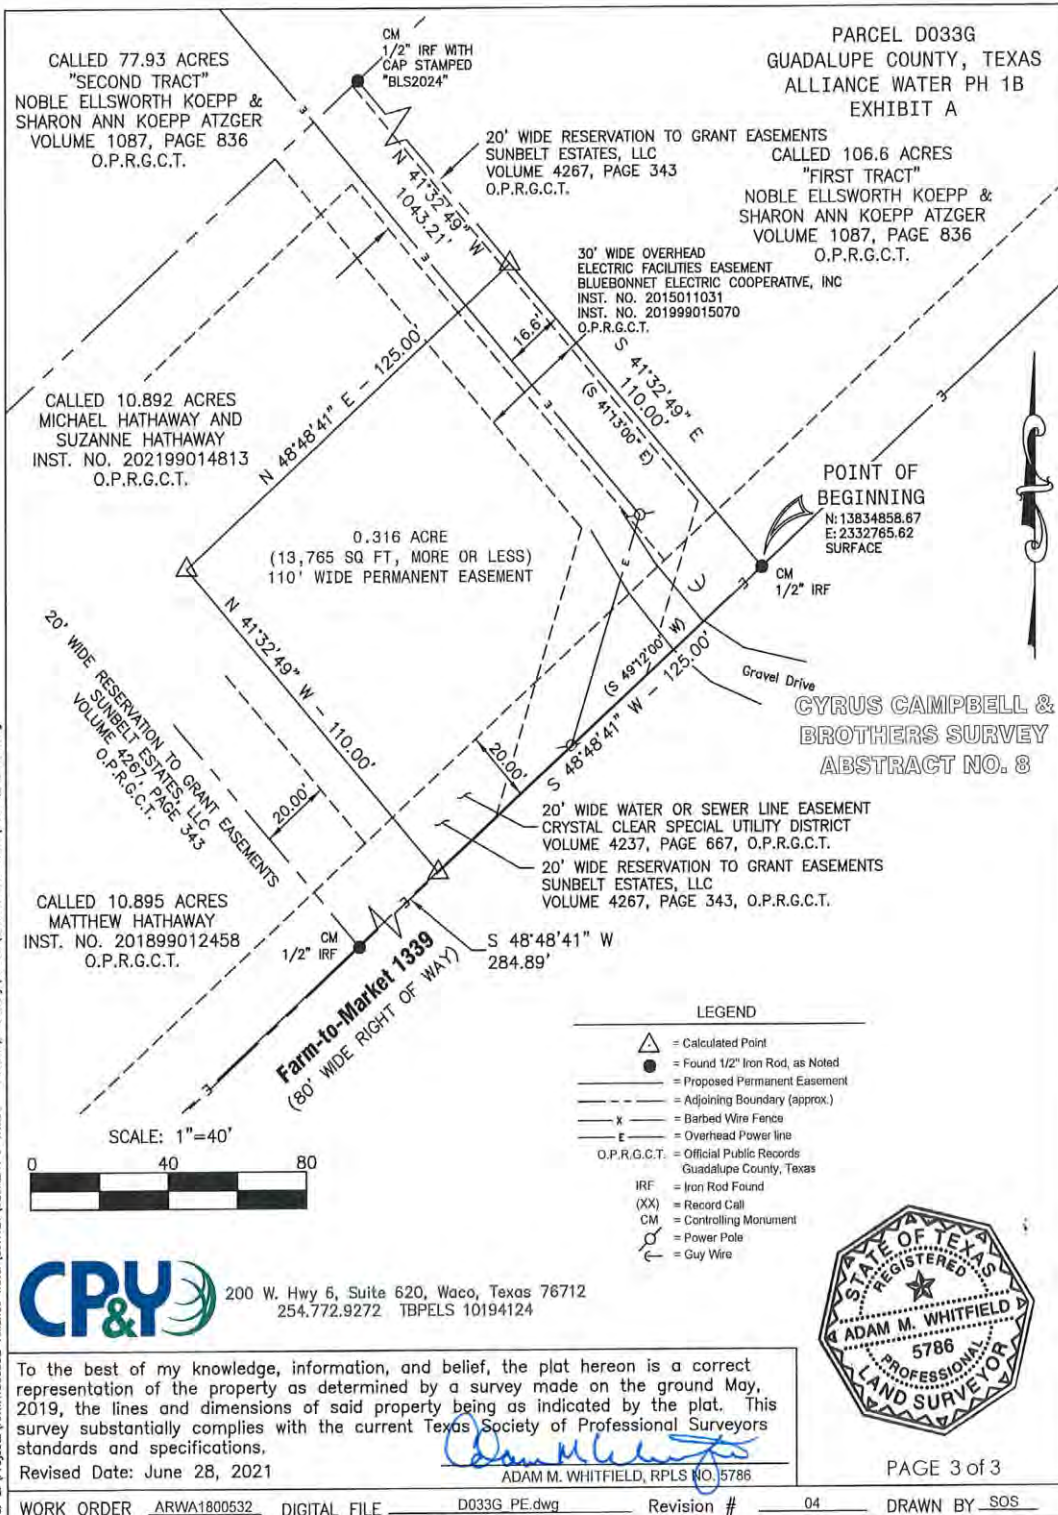 PARCEL D033G
GUADALUPE COUNTY, TEXAS
ALLIANCE WATER PH 1B
EXHIBIT A
CALLED 77.93 ACRES
"SECOND TRACT"
NOBLE ELLSWORTH KOEPP &
SHARON ANN KOEPP ATZGER
VOLUME 1087, PAGE 836
O.P.R.G.C.T.
CM
1/2" IRF WITH
CAP STAMPED
"BLS2024"
20' WIDE RESERVATION TO GRANT EASEMENTS
SUNBELT ESTATES, LLC
VOLUME 4267, PAGE 343
O.P.R.G.C.T.
CALLED 106.6 ACRES
"FIRST TRACT"
NOBLE ELLSWORTH KOEPP &
SHARON ANN KOEPP ATZGER
VOLUME 1087, PAGE 836
O.P.R.G.C.T.
N 41°32'49" W
1043.21'
30' WIDE OVERHEAD
ELECTRIC FACILITIES EASEMENT
BLUEBONNET ELECTRIC COOPERATIVE, INC
INST. NO. 2015011031
INST. NO. 201999015070
O.P.R.G.C.T.
16.6'
S 41°32'49" E
110.00'
(S 41°13'00" E)
N 48°48'41" E - 125.00'
CALLED 10.892 ACRES
MICHAEL HATHAWAY AND
SUZANNE HATHAWAY
INST. NO. 202199014813
O.P.R.G.C.T.
POINT OF
BEGINNING
N:13834858.67
E:2332765.62
SURFACE
CM
1/2" IRF
0.316 ACRE
(13,765 SQ FT, MORE OR LESS)
110' WIDE PERMANENT EASEMENT
E
N 41°32'49" W - 110.00'
20' WIDE RESERVATION TO GRANT EASEMENTS
SUNBELT ESTATES, LLC
VOLUME 4267, PAGE 343
O.P.R.G.C.T.
20.00'
(S 49°12'00" W)
S 48°48'41" W - 125.00'
Gravel Drive
CYRUS CAMPBELL &
BROTHERS SURVEY
ABSTRACT NO. 8
20.00'
20' WIDE WATER OR SEWER LINE EASEMENT
CRYSTAL CLEAR SPECIAL UTILITY DISTRICT
VOLUME 4237, PAGE 667, O.P.R.G.C.T.
20' WIDE RESERVATION TO GRANT EASEMENTS
SUNBELT ESTATES, LLC
VOLUME 4267, PAGE 343, O.P.R.G.C.T.
CALLED 10.895 ACRES
MATTHEW HATHAWAY
INST. NO. 201899012458
O.P.R.G.C.T.
CM
1/2" IRF
S 48°48'41" W
284.89'
Farm-to-Market 1339
(80' WIDE RIGHT OF WAY)
LEGEND
= Calculated Point
= Found 1/2" Iron Rod, as Noted
= Proposed Permanent Easement
= Adjoining Boundary (approx.)
X = Barbed Wire Fence
E = Overhead Power line
O.P.R.G.C.T. = Official Public Records
Guadalupe County, Texas
IRF = Iron Rod Found
(XX) = Record Call
CM = Controlling Monument
= Power Pole
= Guy Wire
SCALE: 1"=40'
0 40 80
CP&Y
200 W. Hwy 6, Suite 620, Waco, Texas 76712
254.772.9272 TBPELS 10194124
STATE OF TEXAS
REGISTERED
ADAM M. WHITFIELD
5786
PROFESSIONAL
LAND SURVEYOR
To the best of my knowledge, information, and belief, the plat hereon is a correct
representation of the property as determined by a survey made on the ground May,
2019, the lines and dimensions of said property being as indicated by the plat. This
survey substantially complies with the current Texas Society of Professional Surveyors
standards and specifications.
Revised Date: June 28, 2021
ADAM M. WHITFIELD, RPLS NO. 5786
PAGE 3 of 3
WORK ORDER ARWA1800532 DIGITAL FILE D033G_PE.dwg Revision # 04 DRAWN BY SOS